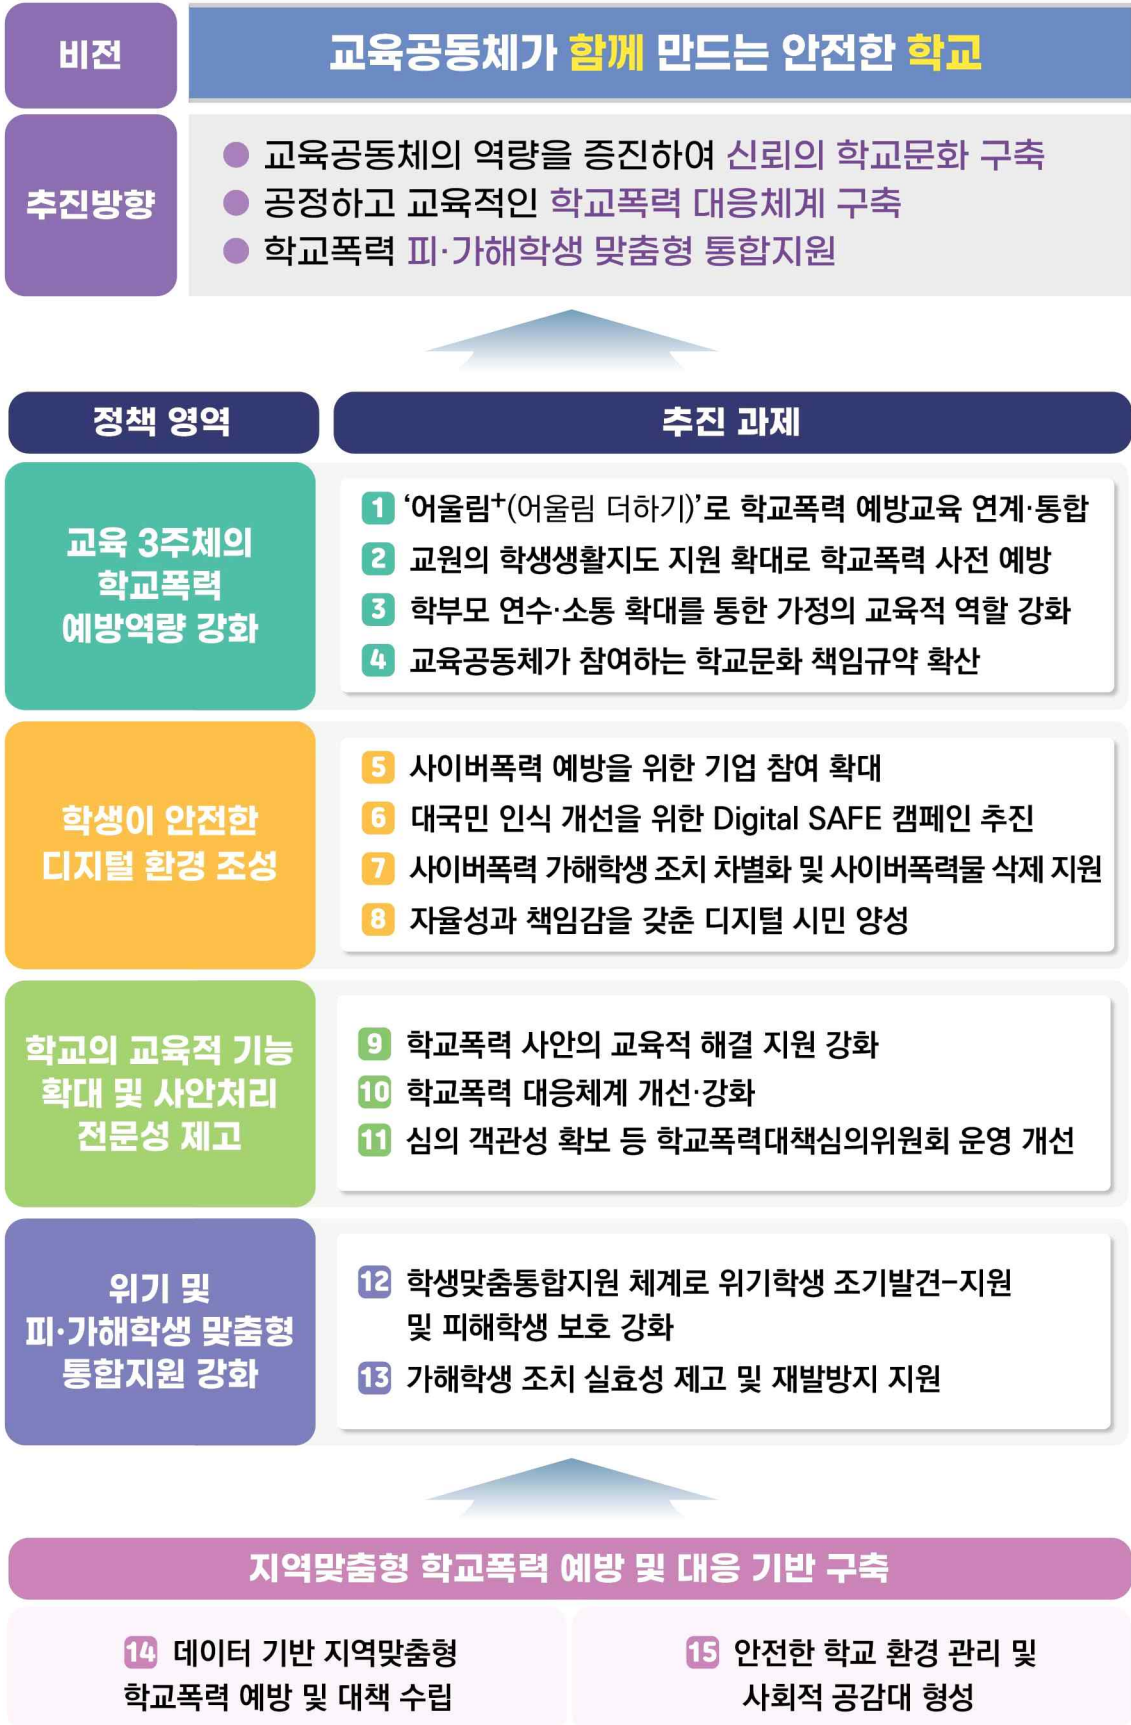 비전
교육공동체가 함께 만드는 안전한 학교
추진방향
● 교육공동체의 역량을 증진하여 신뢰의 학교문화 구축
● 공정하고 교육적인 학교폭력 대응체계 구축
● 학교폭력 피·가해학생 맞춤형 통합지원
정책 영역
추진 과제
교육 3주체의
학교폭력
예방역량 강화
1 ‘어울림+(어울림 더하기)’로 학교폭력 예방교육 연계·통합
2 교원의 학생생활지도 지원 확대로 학교폭력 사전 예방
3 학부모 연수·소통 확대를 통한 가정의 교육적 역할 강화
4 교육공동체가 참여하는 학교문화 책임규약 확산
학생이 안전한
디지털 환경 조성
5 사이버폭력 예방을 위한 기업 참여 확대
6 대국민 인식 개선을 위한 Digital SAFE 캠페인 추진
7 사이버폭력 가해학생 조치 차별화 및 사이버폭력물 삭제 지원
8 자율성과 책임감을 갖춘 디지털 시민 양성
학교의 교육적 기능
확대 및 사안처리
전문성 제고
9 학교폭력 사안의 교육적 해결 지원 강화
10 학교폭력 대응체계 개선·강화
11 심의 객관성 확보 등 학교폭력대책심의위원회 운영 개선
위기 및
피·가해학생 맞춤형
통합지원 강화
12 학생맞춤통합지원 체계로 위기학생 조기발견-지원
및 피해학생 보호 강화
13 가해학생 조치 실효성 제고 및 재발방지 지원
지역맞춤형 학교폭력 예방 및 대응 기반 구축
14 데이터 기반 지역맞춤형
학교폭력 예방 및 대책 수립
15 안전한 학교 환경 관리 및
사회적 공감대 형성